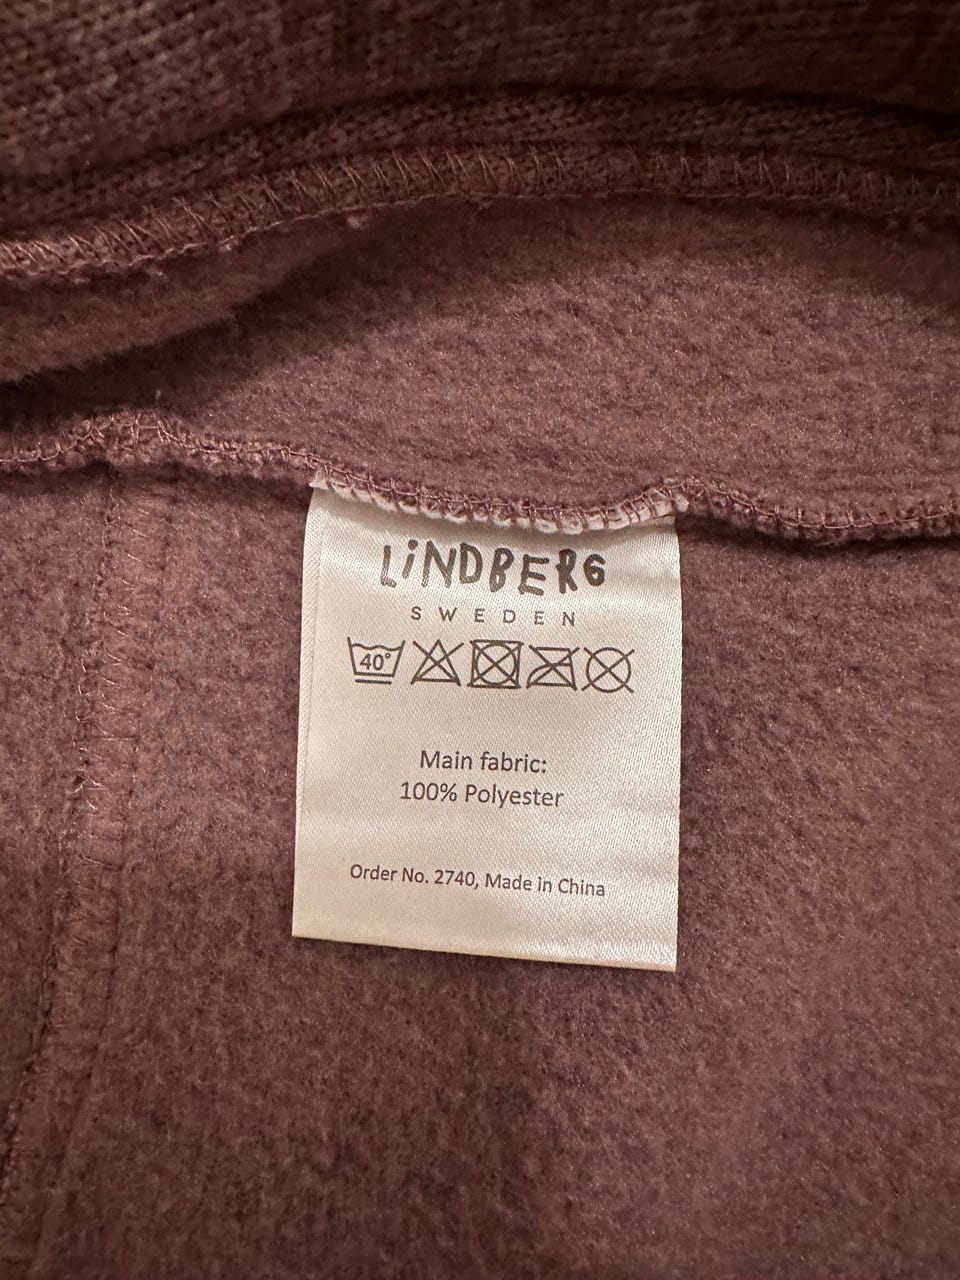 LiNDBERG
SWEDEN
40°
Main fabric:
100% Polyester
Order No. 2740, Made in China